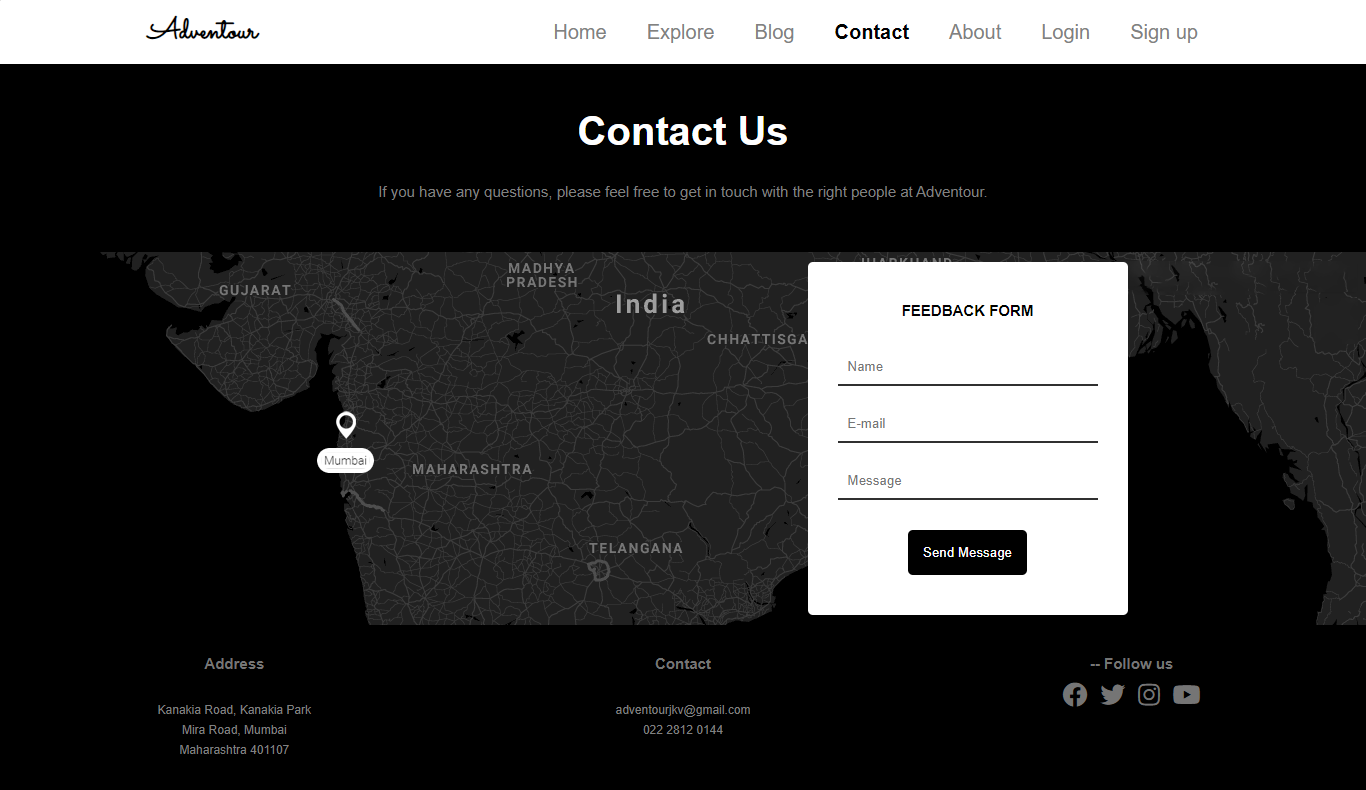 Adventour
Home Explore Blog Contact About Login Sign up
Contact Us
If you have any questions, please feel free to get in touch with the right people at Adventour.
MADHYA
PRADESH
GUJARAT
India
CHHATTISGA
Mumbai
MAHARASHTRA
TELANGANA
FEEDBACK FORM
Name
E-mail
Message
Send Message
Address
Kanakia Road, Kanakia Park
Mira Road, Mumbai
Maharashtra 401107
Contact
adventourjkv@gmail.com
022 2812 0144
-- Follow us